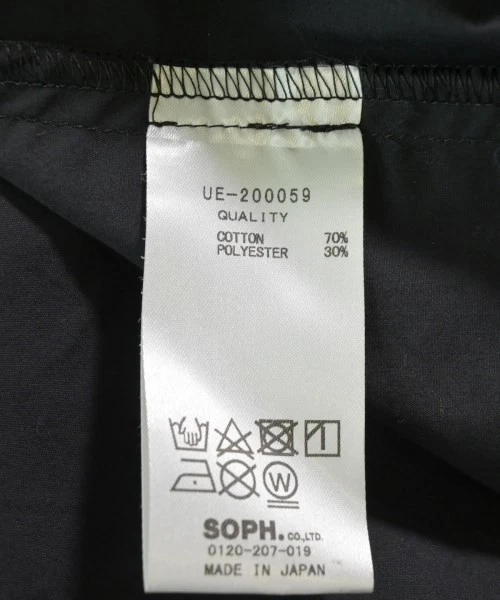 UE-200059
QUALITY
COTTON 70%
POLYESTER 30%
W
SOPH. CO.,LTD.
0120-207-019
MADE IN JAPAN